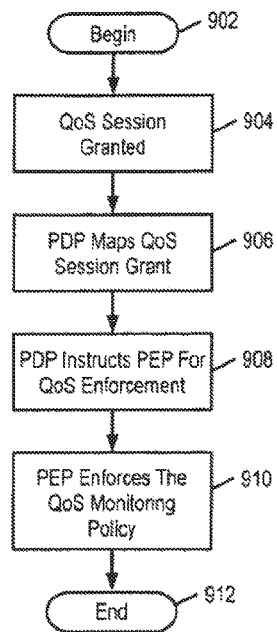 Begin
902
QoS Session
Granted
904
PDP Maps QoS
Session Grant
906
PDP Instructs PEP For
QoS Enforcement
908
PEP Enforces The
QoS Monitoring
Policy
910
End
912